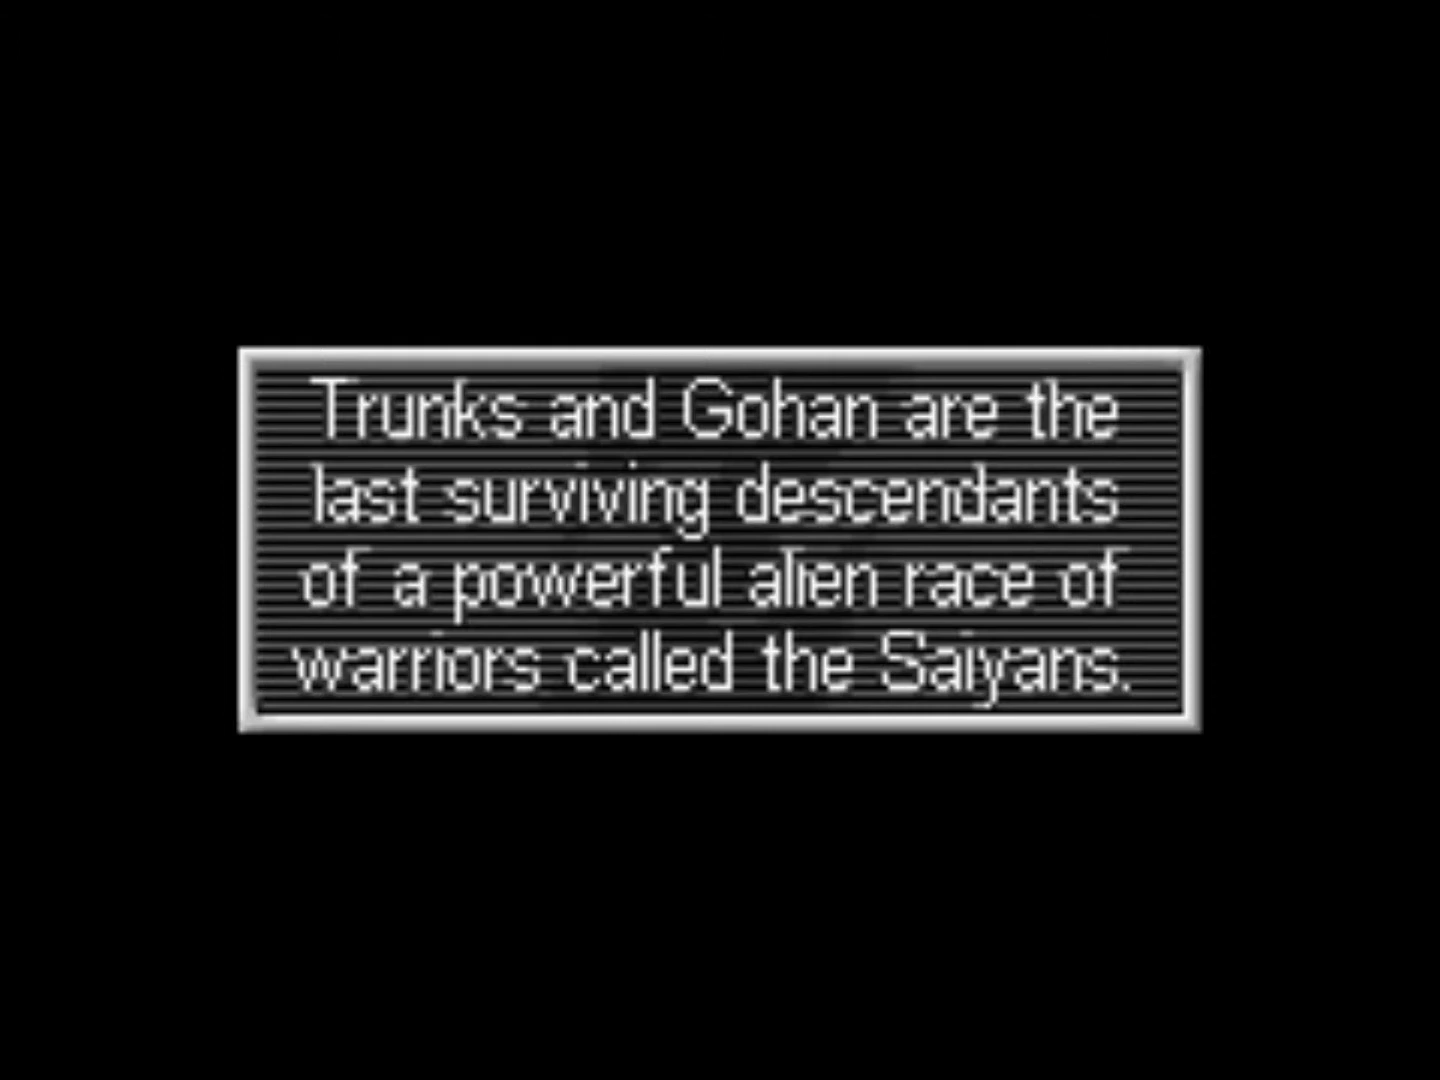 Trunks and Gohan are the
last surviving descendants
of a powerful alien race of
warriors called the Saiyans.